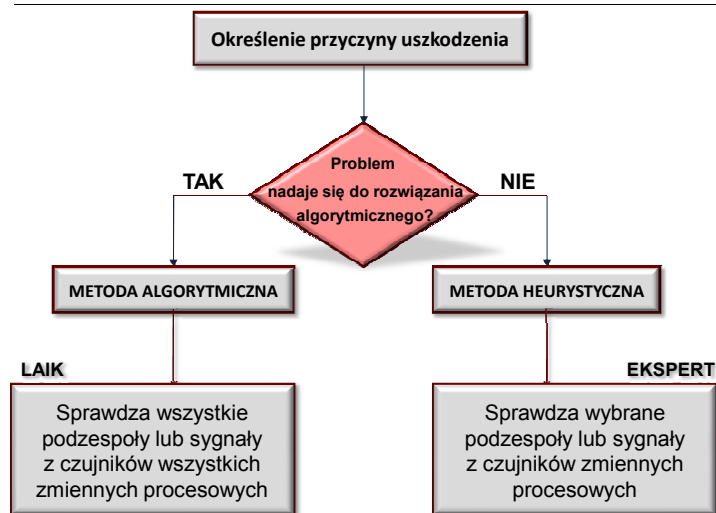 Określenie przyczyny uszkodzenia
Problem
nadaje się do rozwiązania
algorytmicznego?
TAK
NIE
METODA ALGORYTMICZNA
METODA HEURYSTYCZNA
LAIK
EKSPERT
Sprawdza wszystkie
podzespoły lub sygnały
z czujników wszystkich
zmiennych procesowych
Sprawdza wybrane
podzespoły lub sygnały
z czujników zmiennych
procesowych